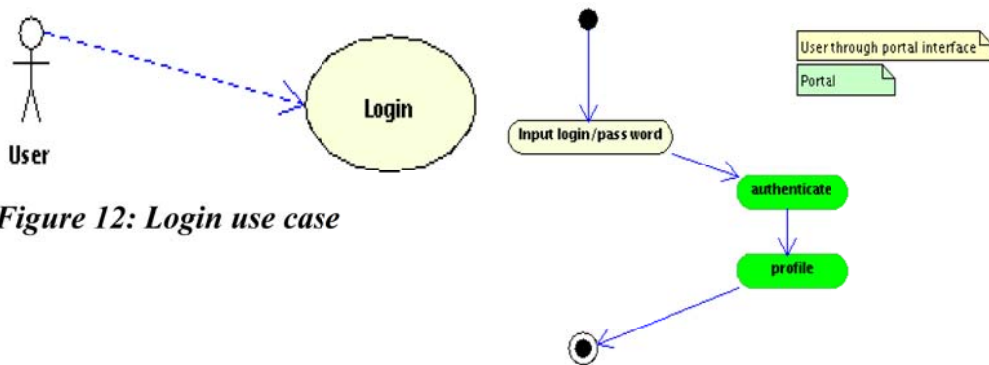 User
Login
Figure 12: Login use case
Input login/pass word
authenticate
profile
User through portal interface
Portal